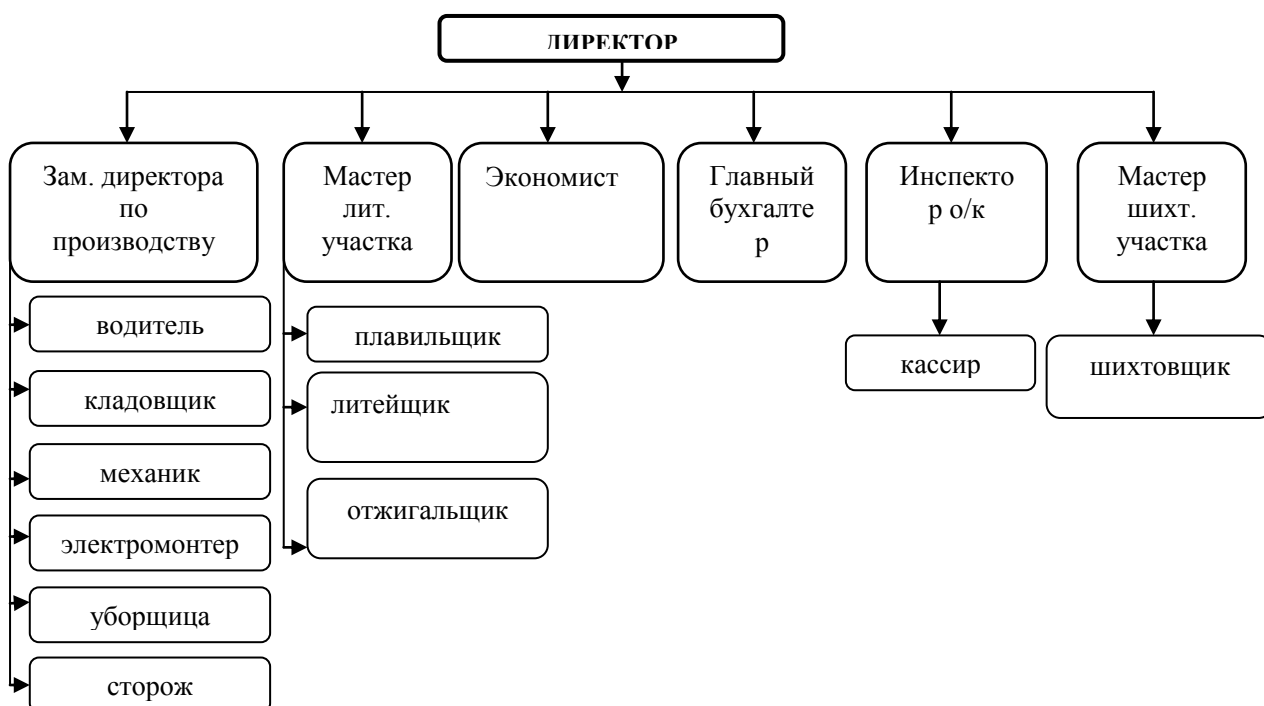 ДИРЕКТОР
Зам. директора
по
производству
Мастер
лит.
участка
Экономист
Главный
бухгалте
р
Инспекто
р о/к
Мастер
шихт.
участка
водитель
кладовщик
механик
электромонтер
уборщица
сторож
плавильщик
литейщик
отжигальщик
кассир
шихтовщик